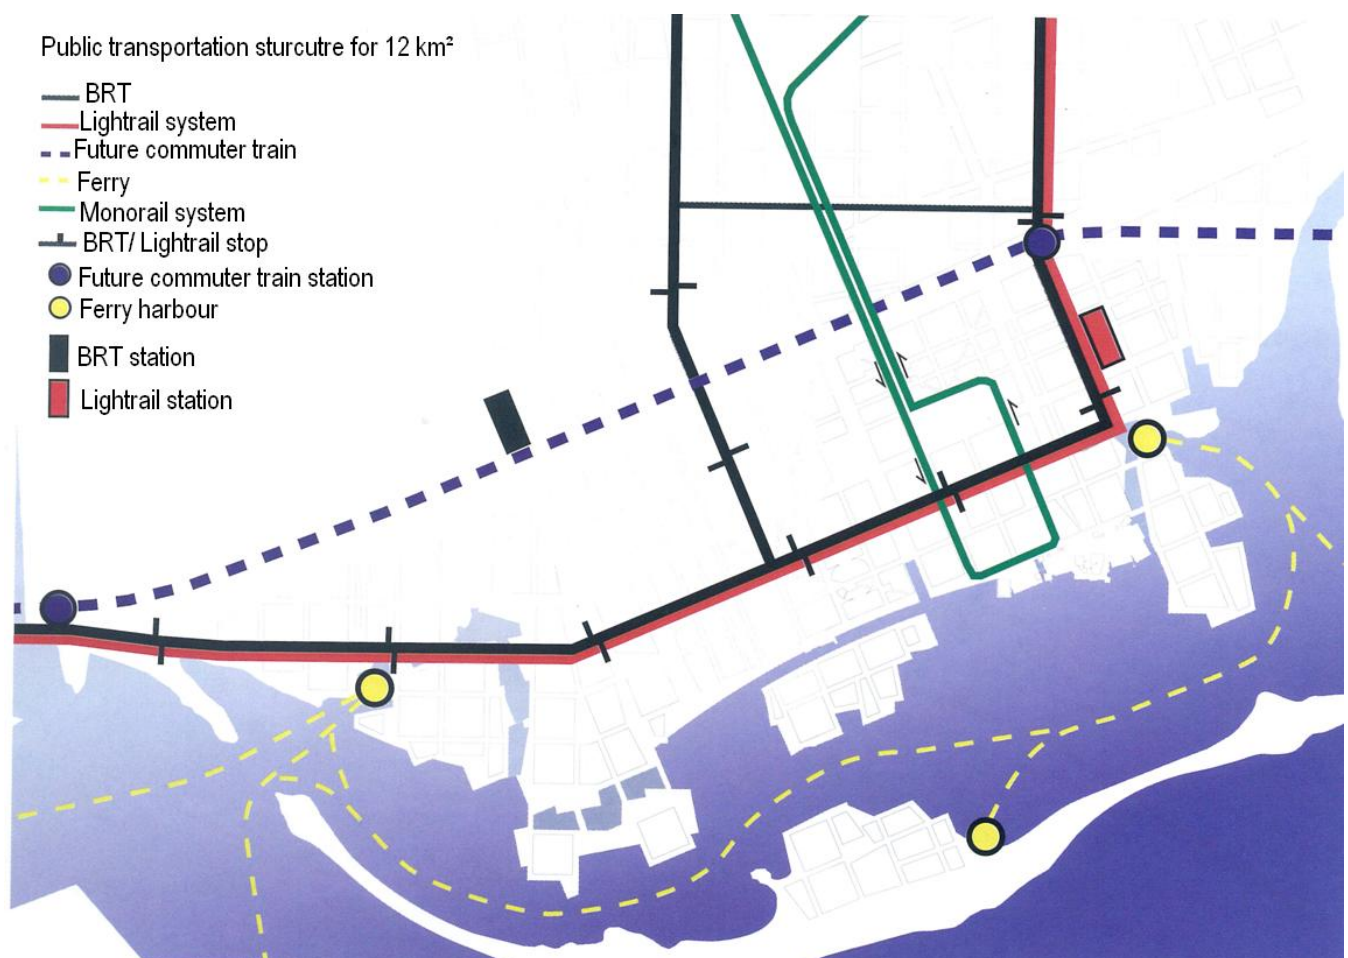 Public transportation sturcutre for 12 km²
BRT
Lightrail system
Future commuter train
Ferry
Monorail system
BRT/ Lightrail stop
Future commuter train station
Ferry harbour
BRT station
Lightrail station